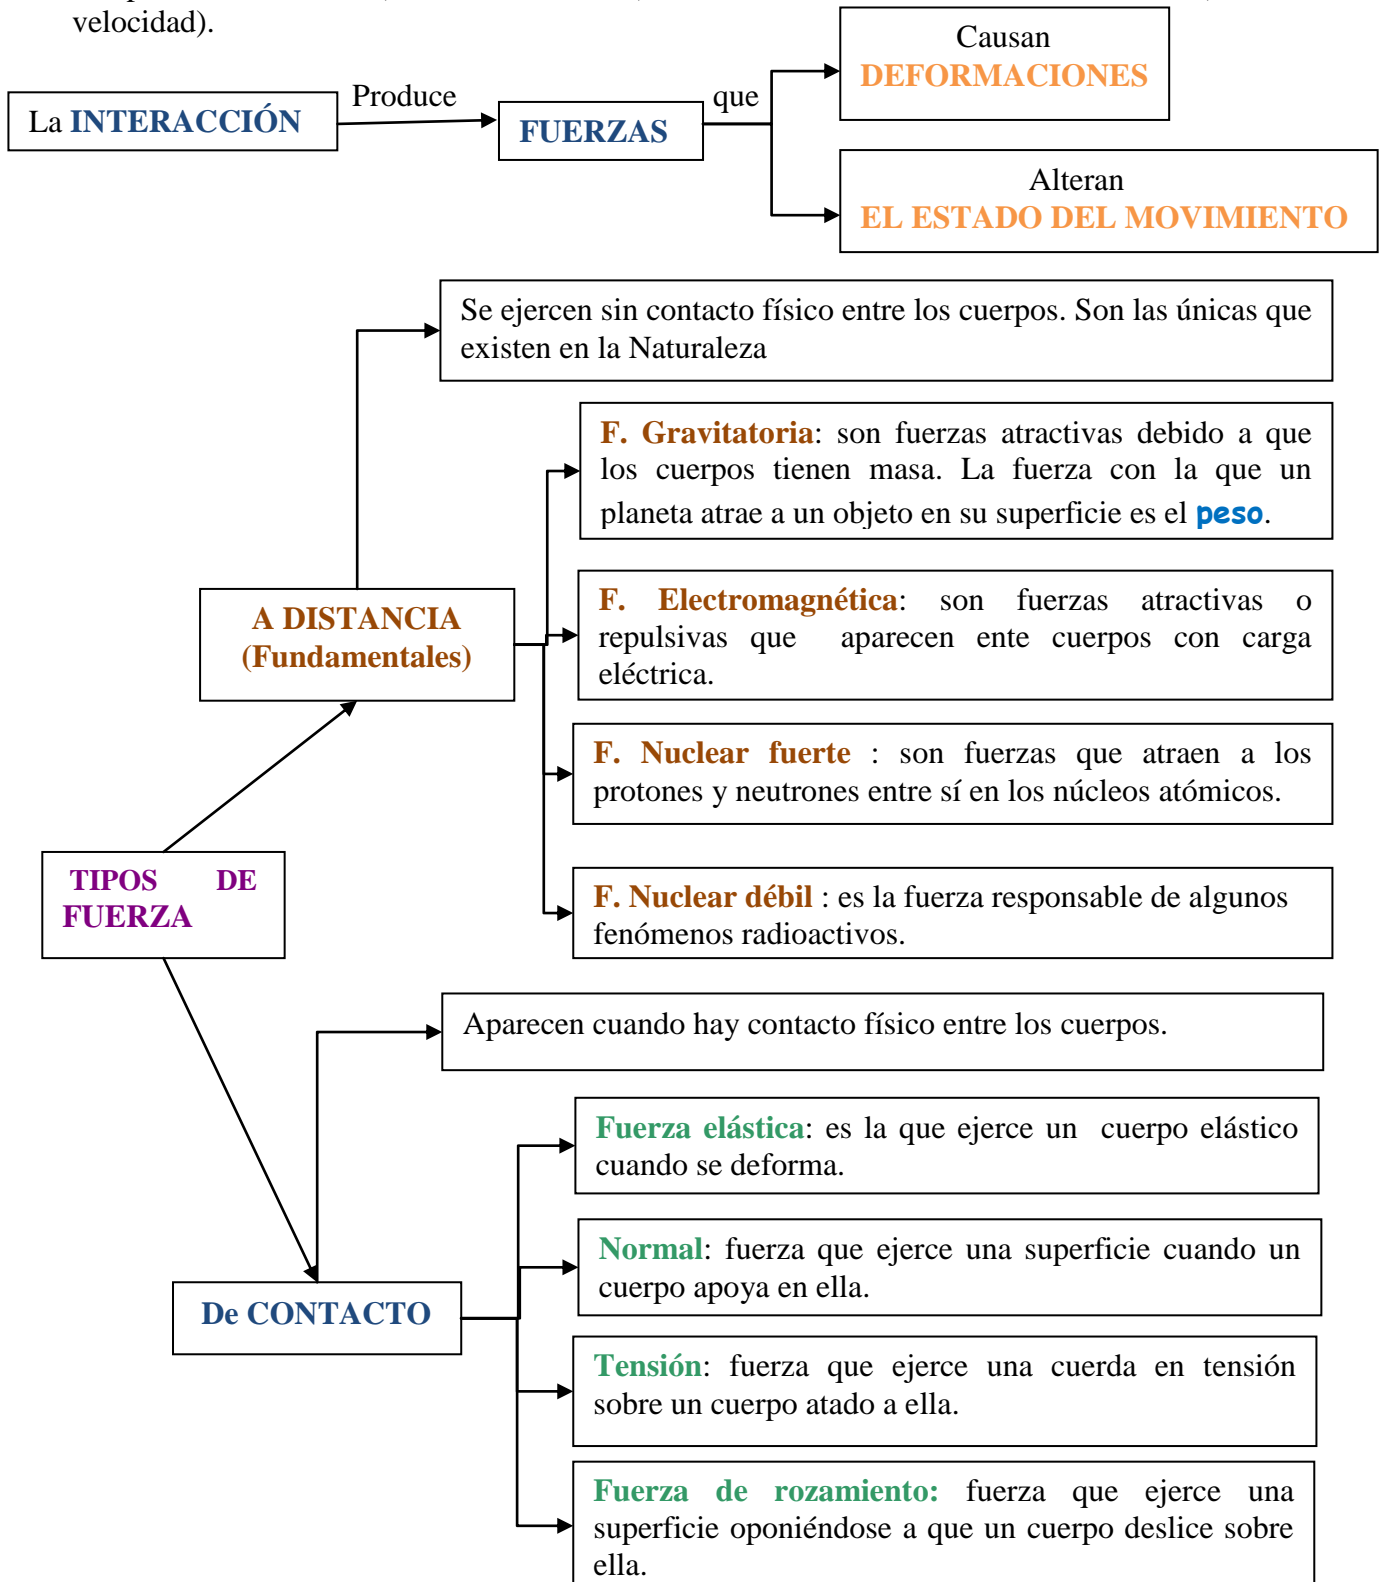 velocidad).
Causan
DEFORMACIONES
La INTERACCIÓN
Produce
FUERZAS
que
Alteran
EL ESTADO DEL MOVIMIENTO
Se ejercen sin contacto físico entre los cuerpos. Son las únicas que
existen en la Naturaleza
F. Gravitatoria: son fuerzas atractivas debido a que
los cuerpos tienen masa. La fuerza con la que un
planeta atrae a un objeto en su superficie es el peso.
A DISTANCIA
(Fundamentales)
F. Electromagnética: son fuerzas atractivas o
repulsivas que aparecen ente cuerpos con carga
eléctrica.
F. Nuclear fuerte : son fuerzas que atraen a los
protones y neutrones entre sí en los núcleos atómicos.
TIPOS DE
FUERZA
F. Nuclear débil : es la fuerza responsable de algunos
fenómenos radioactivos.
Aparecen cuando hay contacto físico entre los cuerpos.
Fuerza elástica: es la que ejerce un cuerpo elástico
cuando se deforma.
Normal: fuerza que ejerce una superficie cuando un
cuerpo apoya en ella.
De CONTACTO
Tensión: fuerza que ejerce una cuerda en tensión
sobre un cuerpo atado a ella.
Fuerza de rozamiento: fuerza que ejerce una
superficie oponiéndose a que un cuerpo deslice sobre
ella.